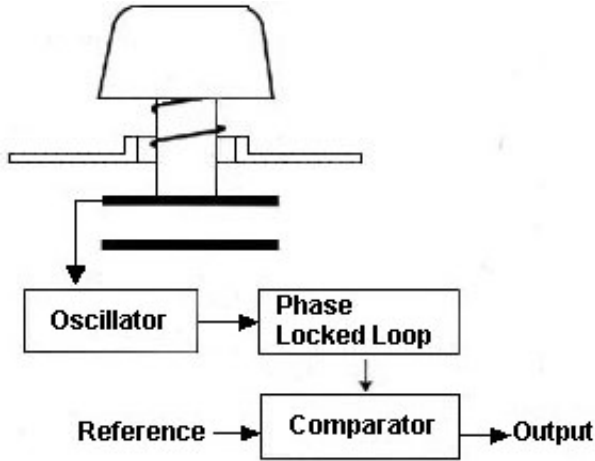 Oscillator
Phase
Locked Loop
Reference
Comparator
Output